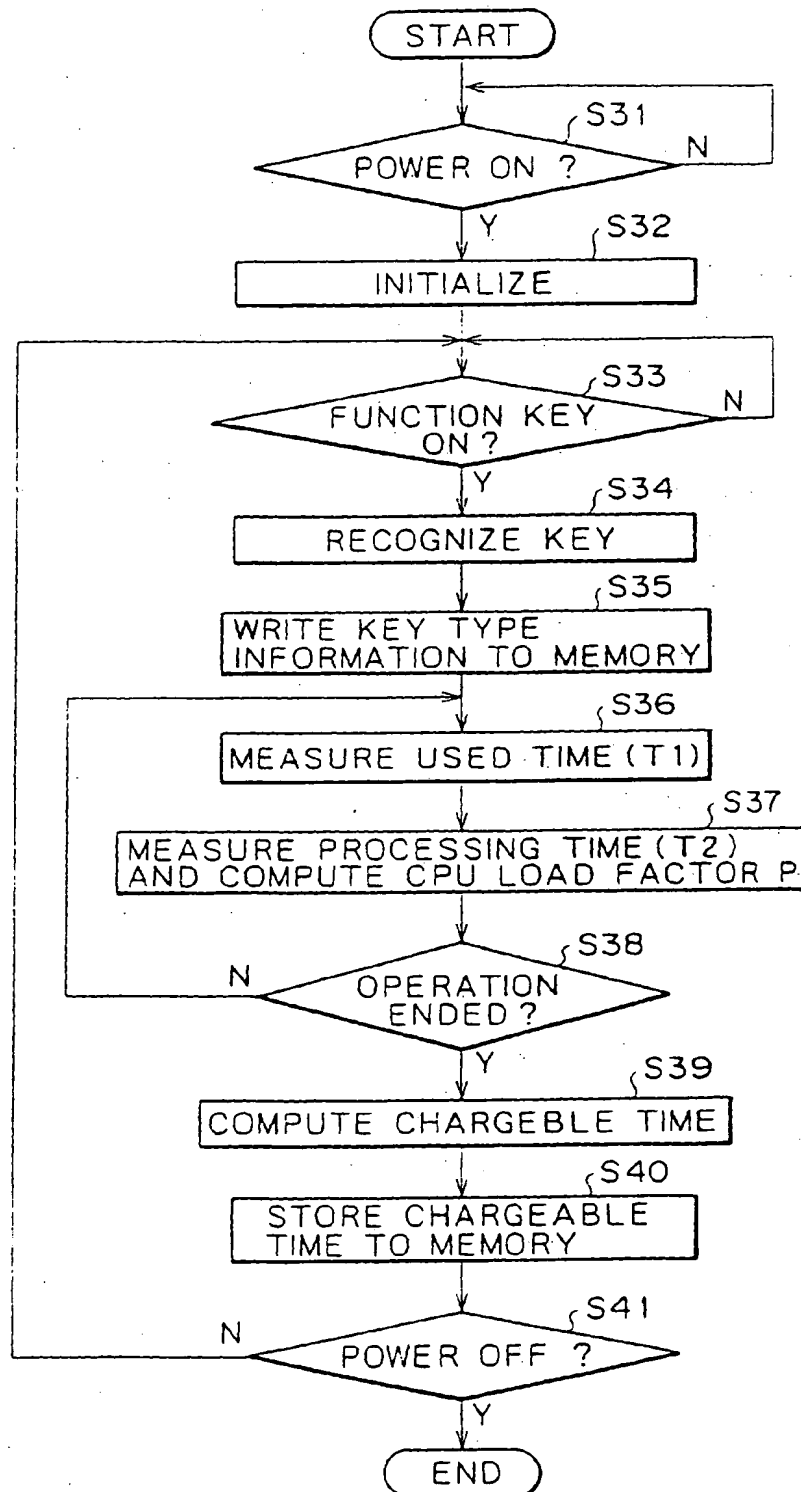 START
S31
POWER ON ?
N
Y
S32
INITIALIZE
S33
FUNCTION KEY
ON ?
N
Y
S34
RECOGNIZE KEY
S35
WRITE KEY TYPE
INFORMATION TO MEMORY
S36
MEASURE USED TIME (T1)
S37
MEASURE PROCESSING TIME (T2)
AND COMPUTE CPU LOAD FACTOR P
S38
N
OPERATION
ENDED ?
Y
S39
COMPUTE CHARGEBLE TIME
S40
STORE CHARGEABLE
TIME TO MEMORY
S41
N
POWER OFF ?
Y
END